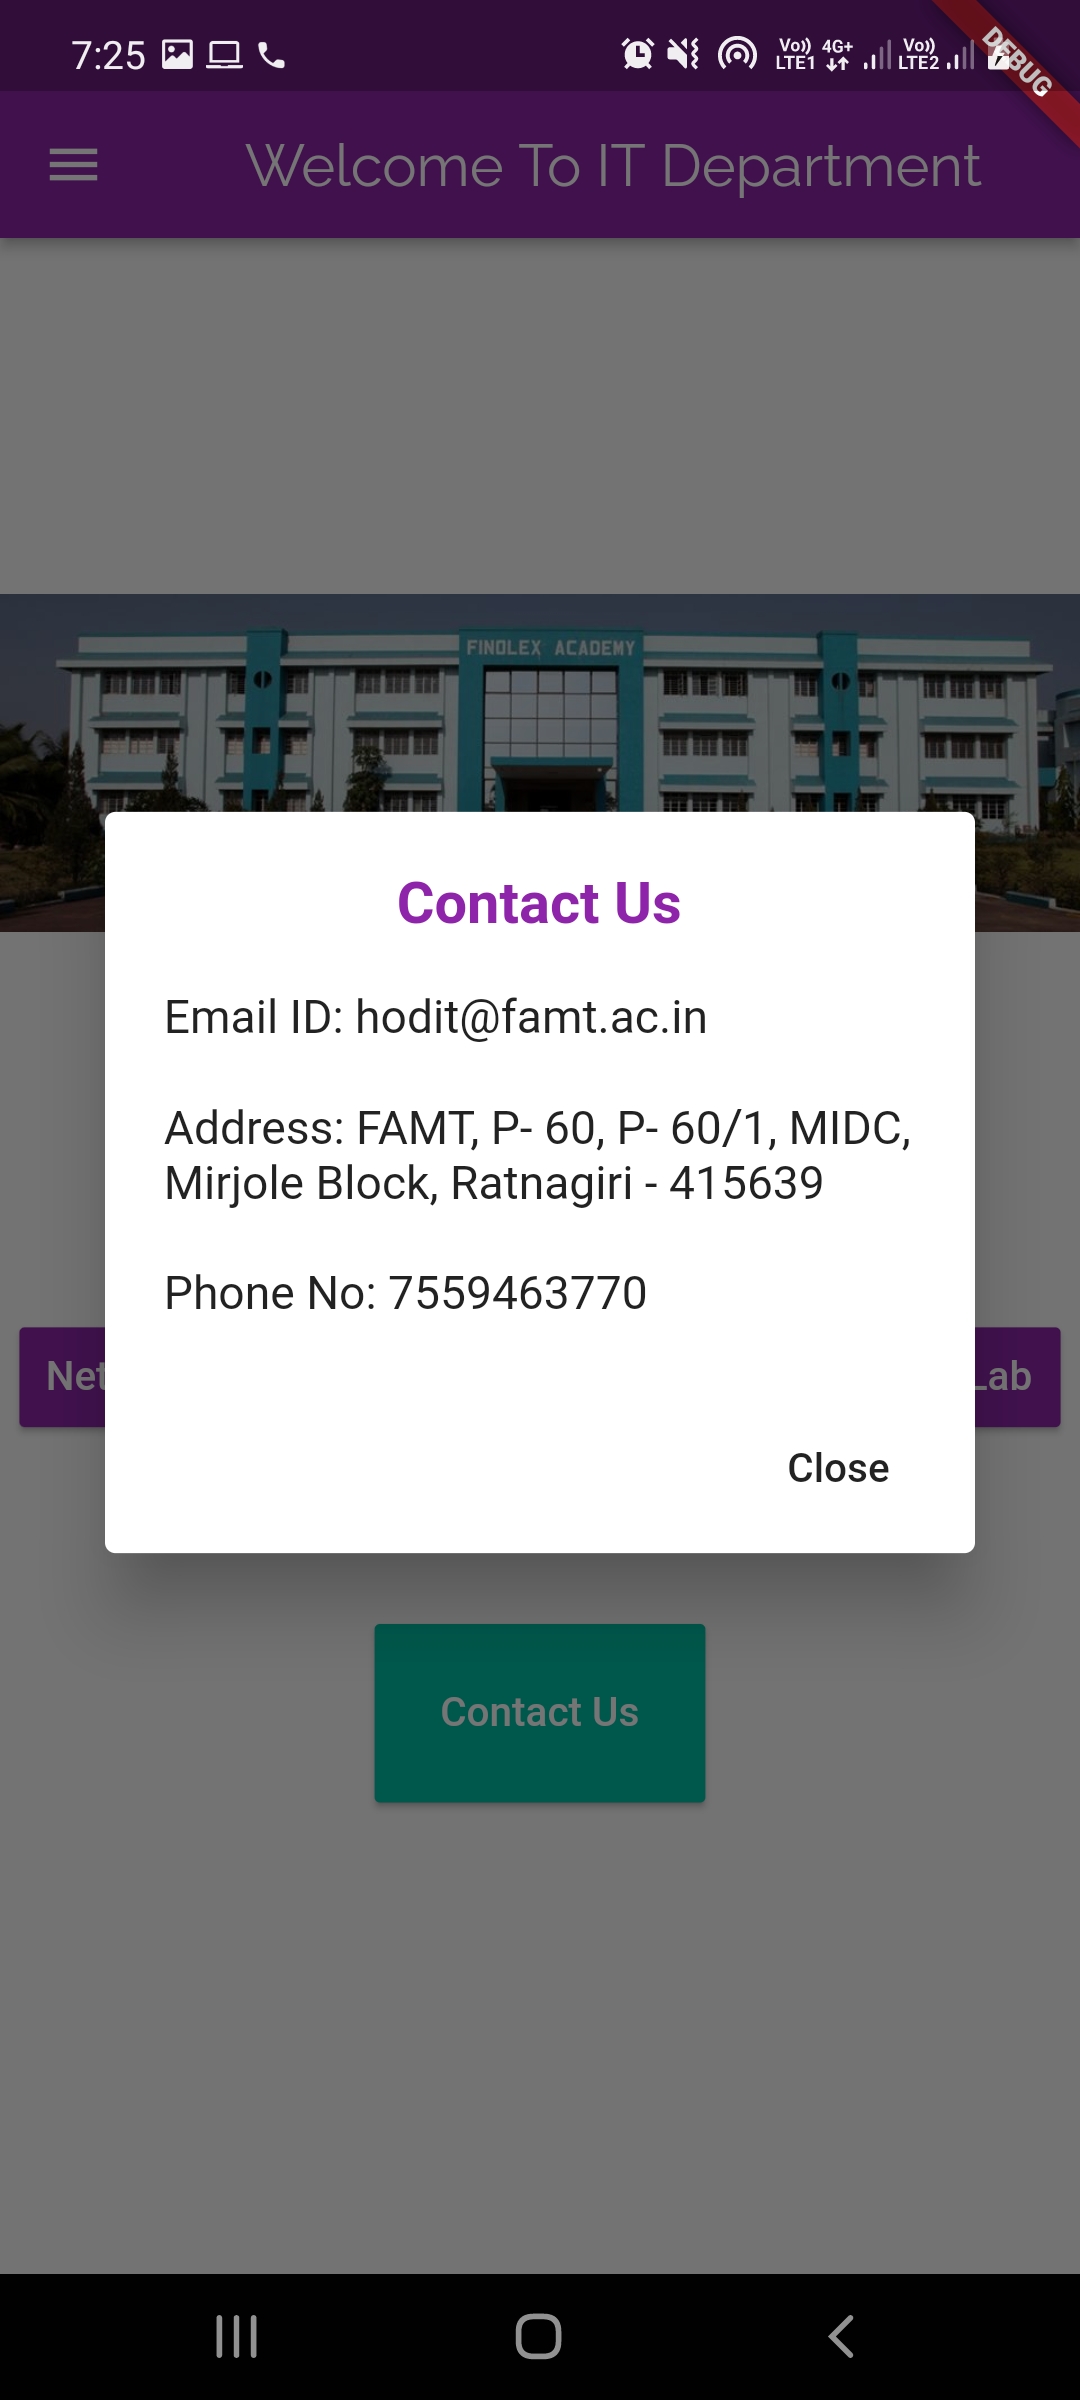 7:25
Vo)) 4G+ Vo))
LTE1 LTE2
DEBUG
Welcome To IT Department
FINOLEX ACADEMY
Contact Us
Email ID: hodit@famt.ac.in
Address: FAMT, P- 60, P- 60/1, MIDC,
Mirjole Block, Ratnagiri - 415639
Phone No: 7559463770
Net
Lab
Close
Contact Us